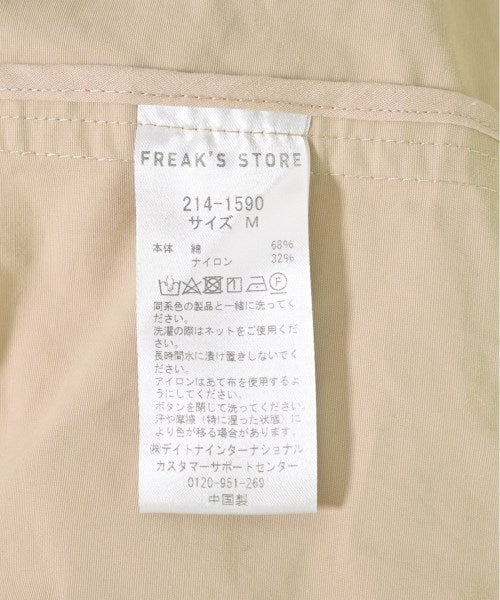 FREAK'S STORE
214-1590
サイズ M
本体 綿 68%
ナイロン 32%
同系色の製品と一緒に洗ってく
ださい。
洗濯の際はネットをご使用くだ
ださい。
長時間水に漬け置きしないでく
ださい。
アイロンはあて布を使用するよ
うにしてください。
ボタンを閉じて洗ってください。
汗や摩擦（特に湿った状態）に
より色が移る場合があります。
㈱デイトナインターナショナル
カスタマーサポートセンター
0120-951-269
中国製